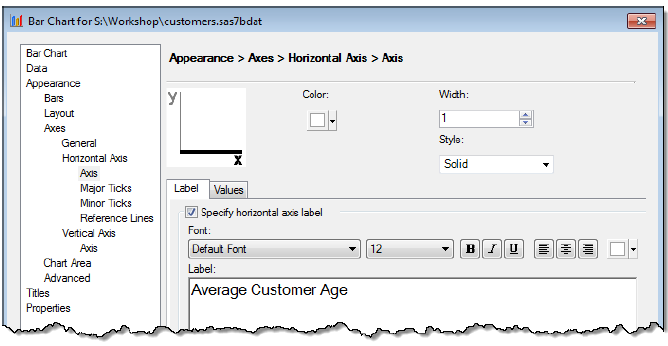 Bar Chart for S:\Workshop\customers.sas7bdat
Bar Chart
Data
Appearance
Bars
Layout
Axes
General
Horizontal Axis
Axis
Major Ticks
Minor Ticks
Reference Lines
Vertical Axis
Axis
Chart Area
Advanced
Titles
Properties
Appearance > Axes > Horizontal Axis > Axis
y
x
Color:
Width:
1
Style:
Solid
Label Values
Specify horizontal axis label
Font:
Default Font 12 B I U
Label:
Average Customer Age